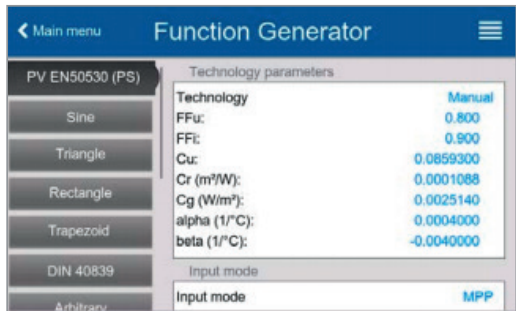 Main menu
Function Generator
PV EN50530 (PS)
Sine
Triangle
Rectangle
Trapezoid
DIN 40839
Arbitrary
Technology parameters
Technology Manual
FFu: 0.800
FFi: 0.900
Cu: 0.0859300
Cr (m²/W): 0.0001088
Cg (W/m²): 0.0025140
alpha (1/°C): 0.0004000
beta (1/°C): -0.0040000
Input mode
Input mode MPP